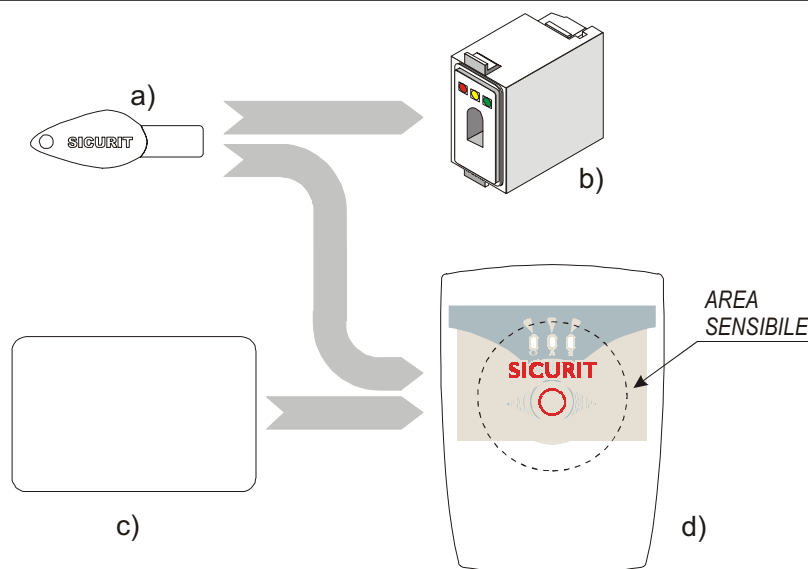 a)
SICURIT
b)
AREA
SENSIBILE
SICURIT
c)
d)